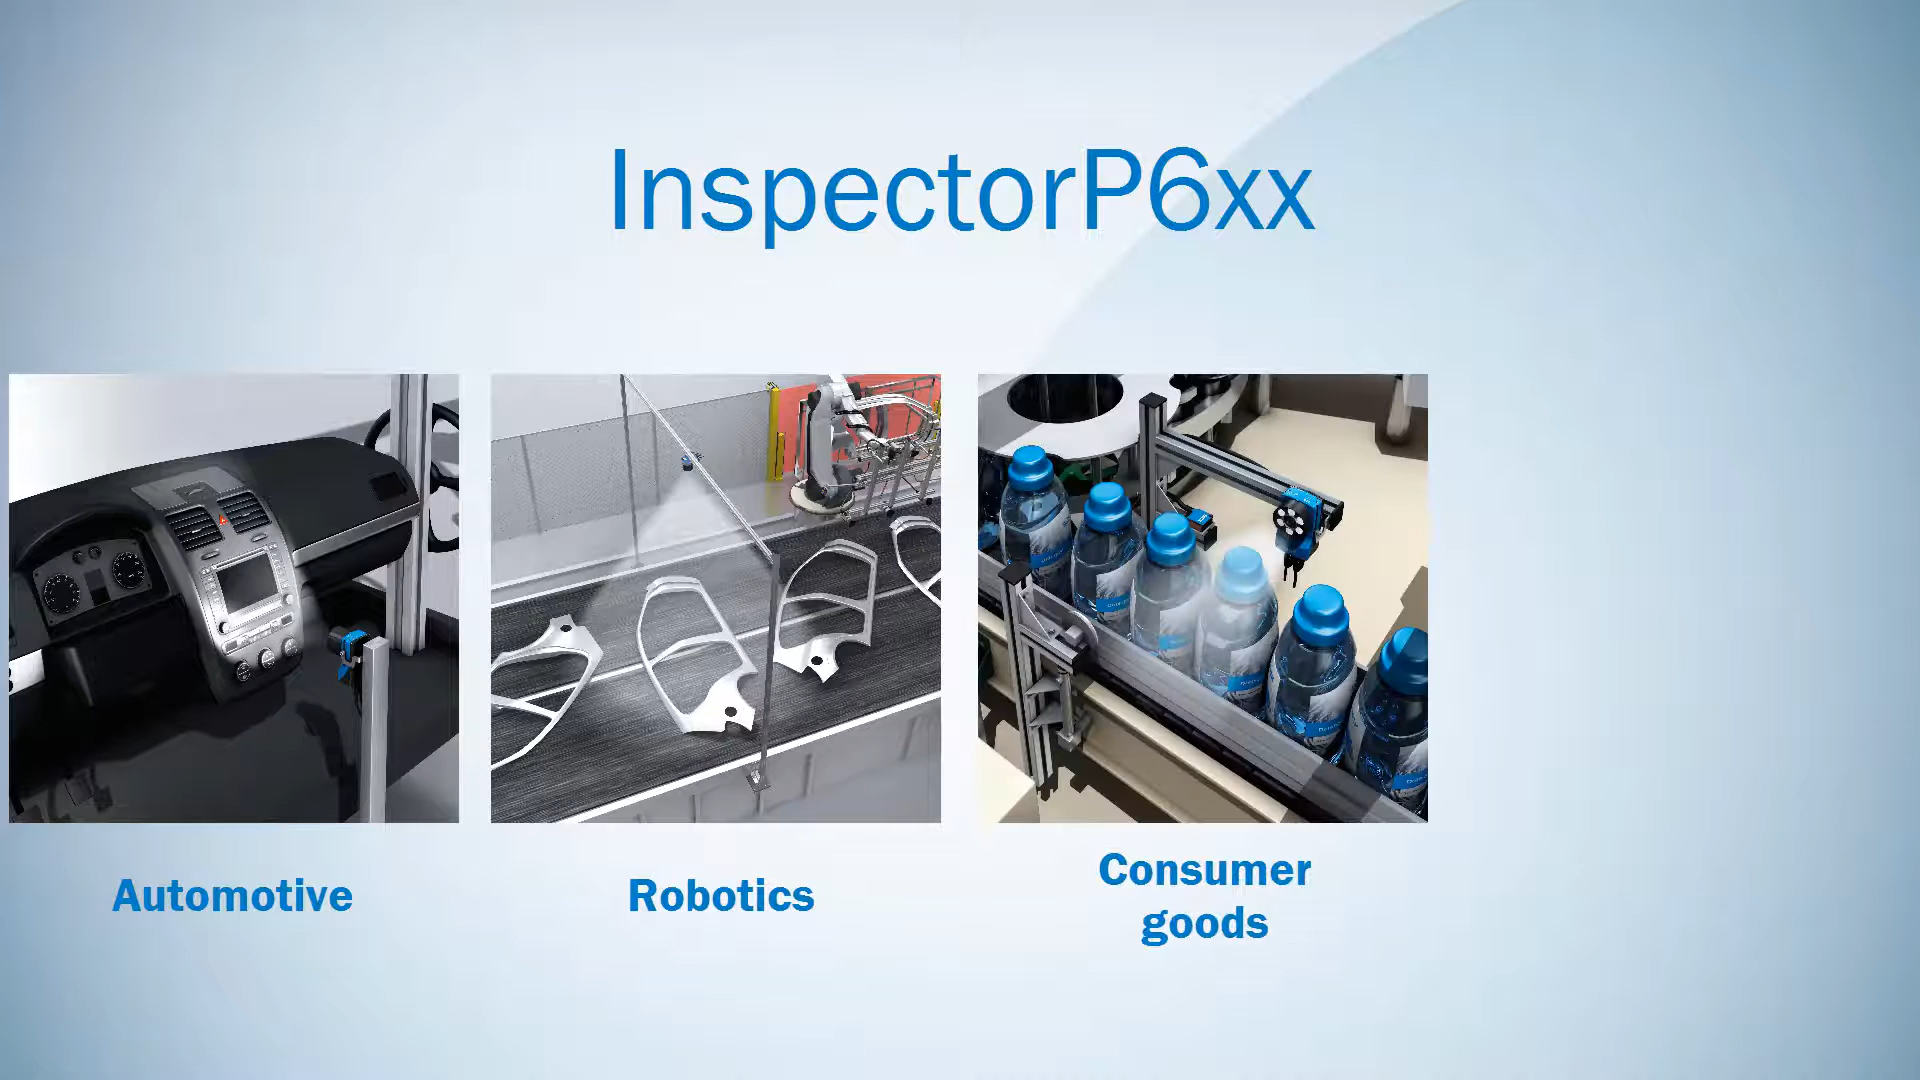 InspectorP6xx
Automotive
Robotics
Consumer
goods